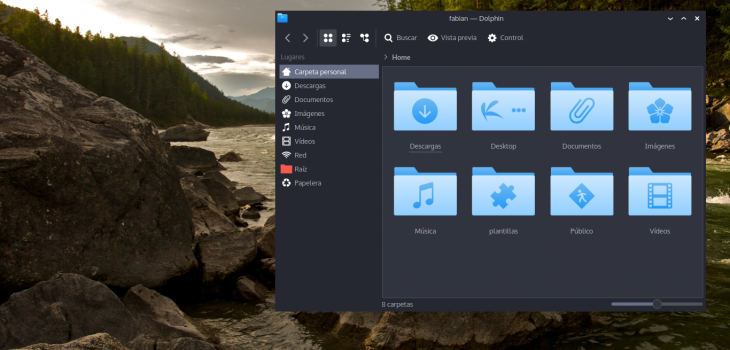 fabian — Dolphin
Buscar Vista previa Control
Lugares
Carpeta personal
Descargas
Documentos
Imágenes
Música
Vídeos
Red
Raíz
Papelera
Home
Descargas Desktop Documentos Imágenes
Música plantillas Público Vídeos
8 carpetas